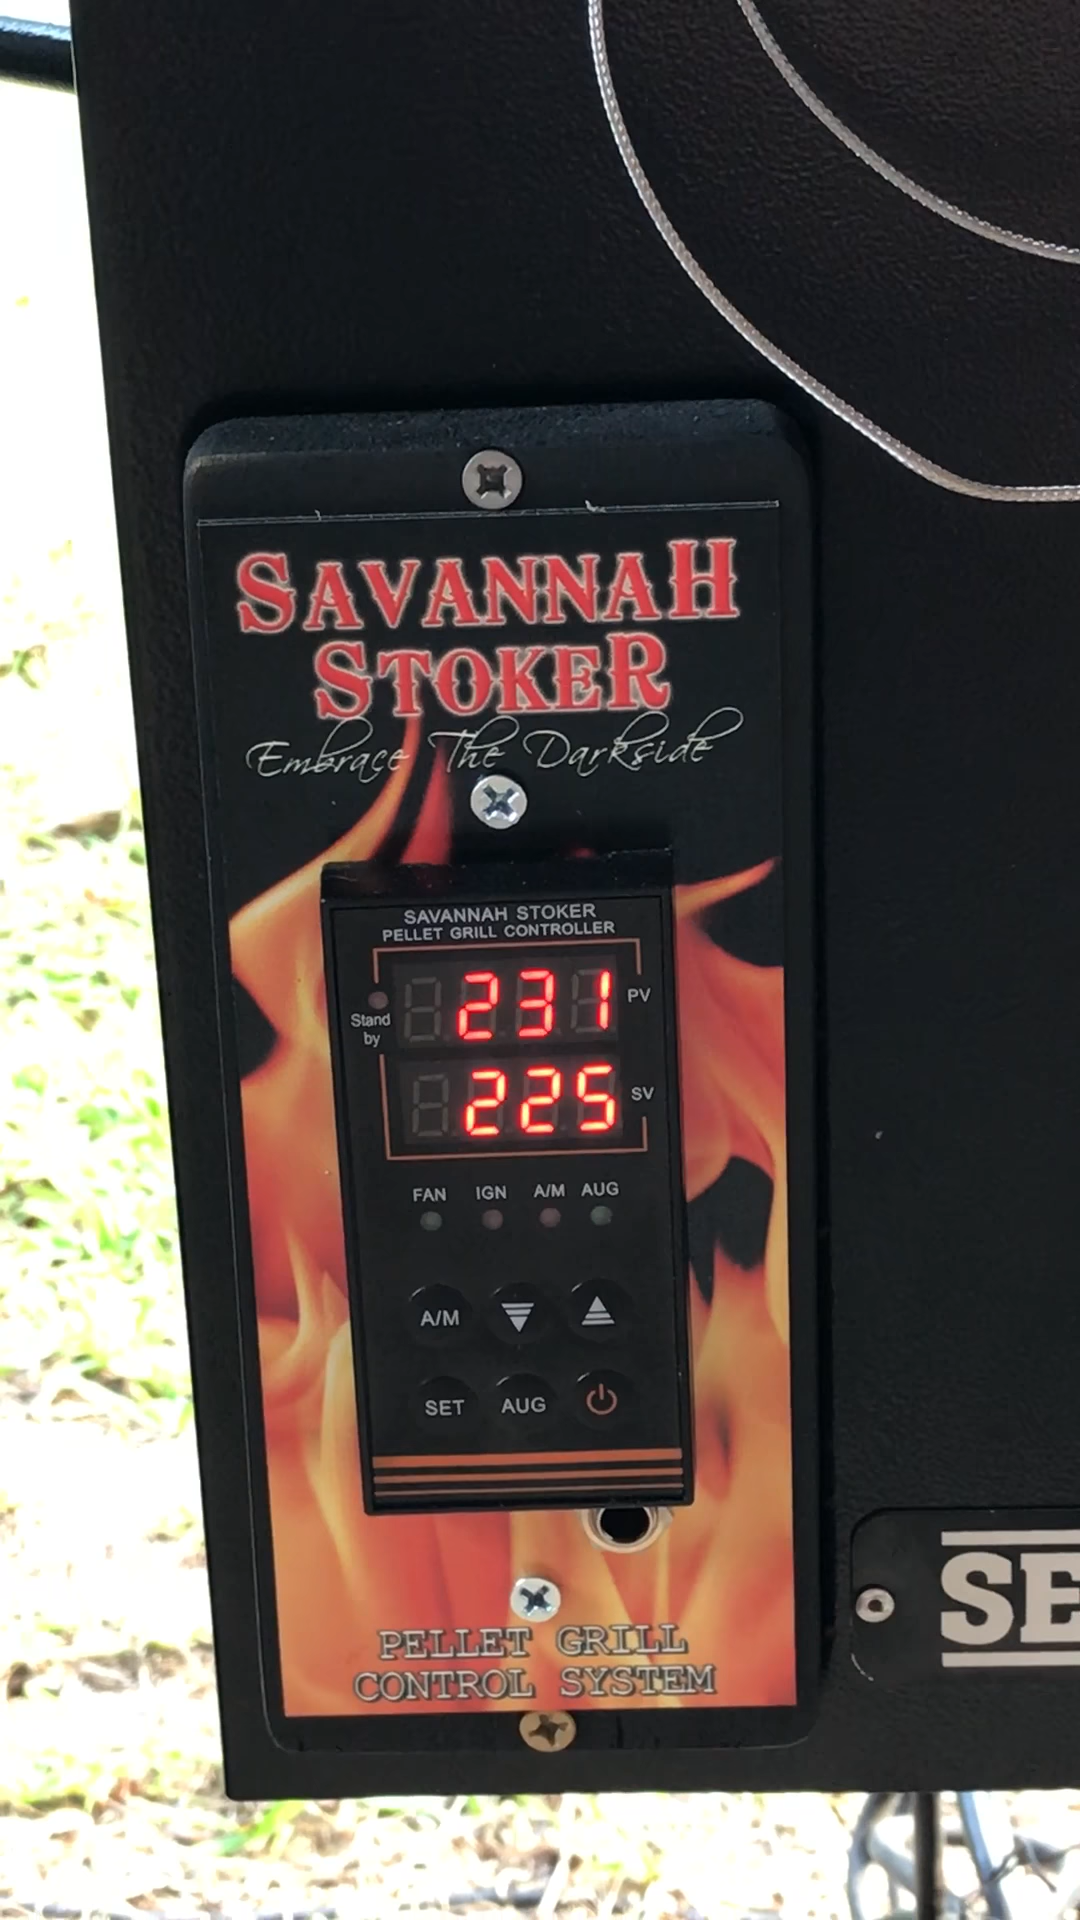 SAVANNAH
STOKER
Embrace The Darkside
SAVANNAH STOKER
PELLET GRILL CONTROLLER
231 PV
Stand
by
225 SV
FAN IGN A/M AUG
A/M
SET AUG
PELLET GRILL
CONTROL SYSTEM
SE